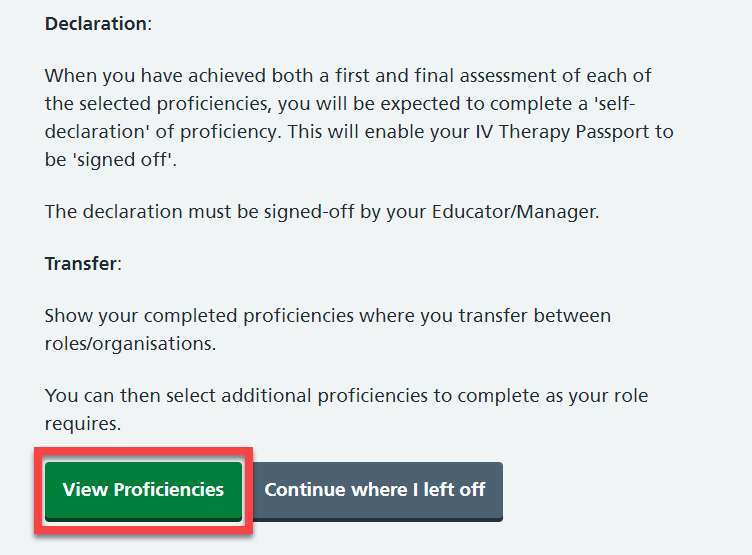 Declaration:
When you have achieved both a first and final assessment of each of
the selected proficiencies, you will be expected to complete a 'self-
declaration' of proficiency. This will enable your IV Therapy Passport to
be 'signed off'.
The declaration must be signed-off by your Educator/Manager.
Transfer:
Show your completed proficiencies where you transfer between
roles/organisations.
You can then select additional proficiencies to complete as your role
requires.
View Proficiencies
Continue where I left off